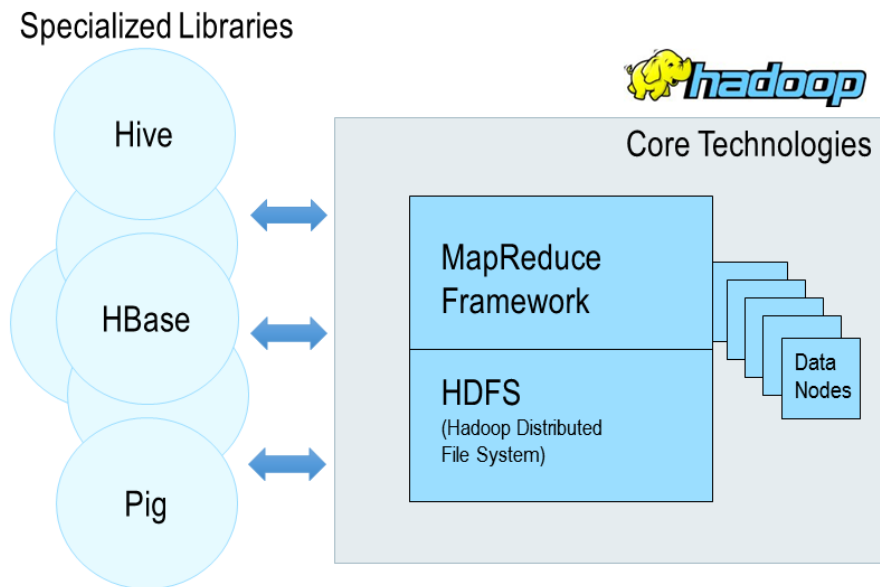 Specialized Libraries
Hive
HBase
Pig
hadoop
Core Technologies
MapReduce
Framework
HDFS
(Hadoop Distributed
File System)
Data
Nodes